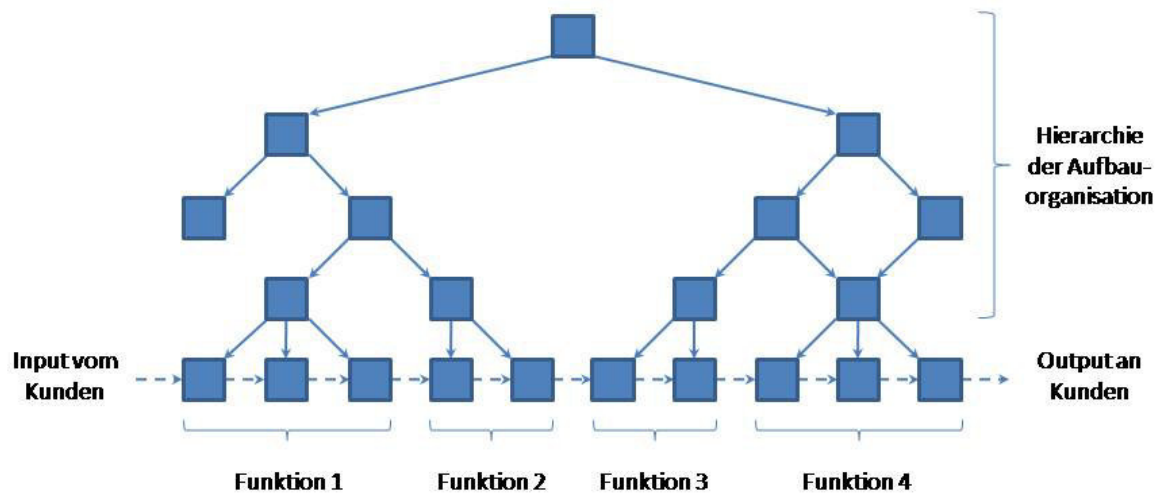 Hierarchie
der Aufbau-
organisation
Input vom
Kunden
Output an
Kunden
Funktion 1
Funktion 2
Funktion 3
Funktion 4